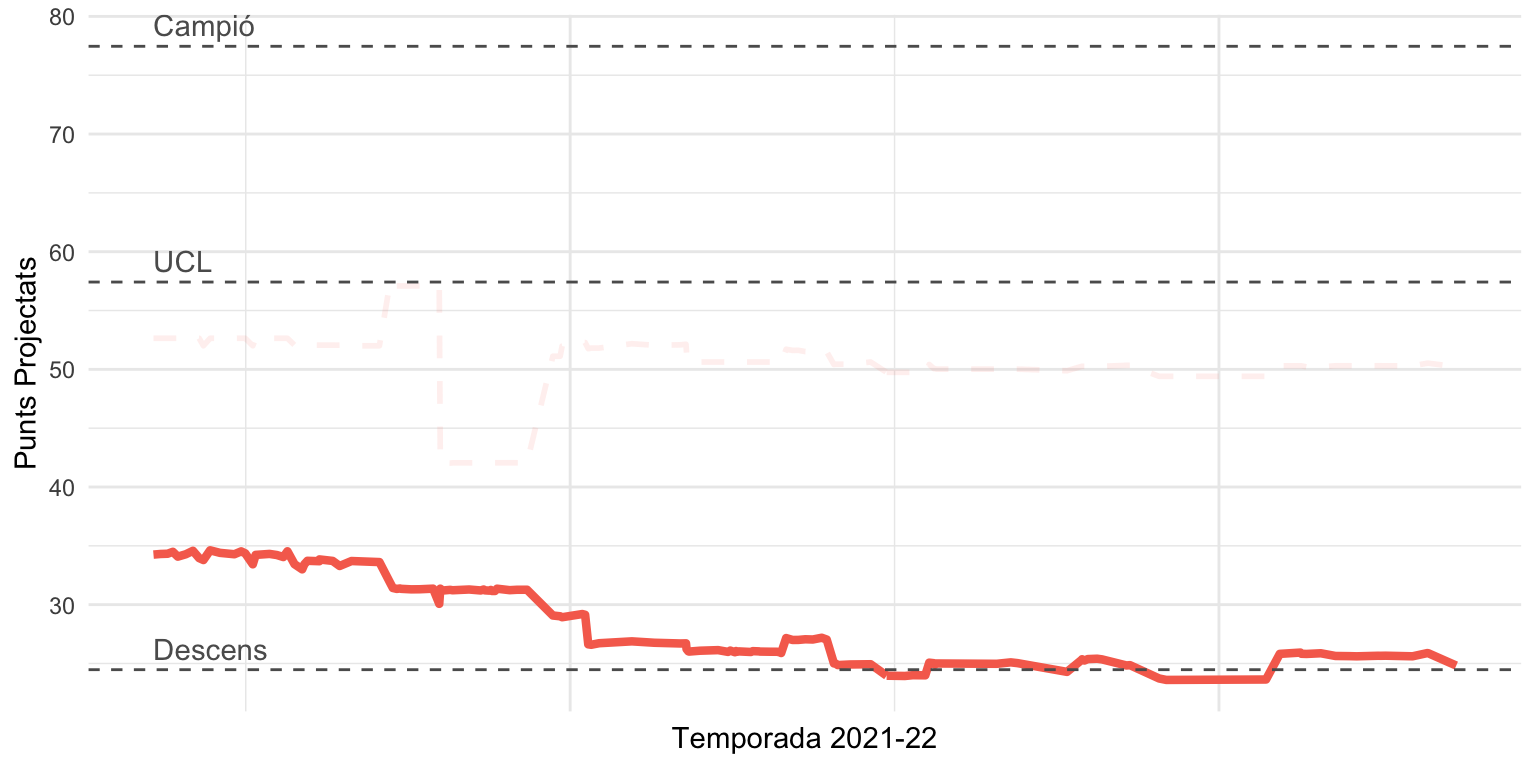 80
Campió
70
60
UCL
50
40
30
Descens
Punts Projectats
Temporada 2021-22